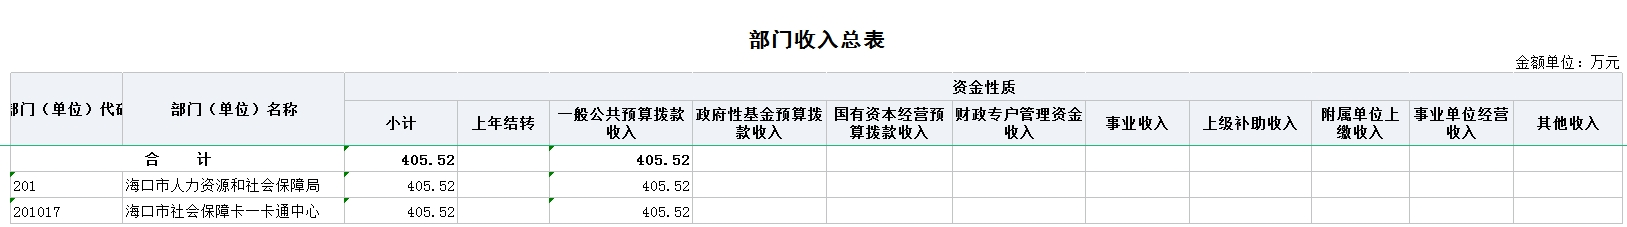 部门收入总表
金额单位：万元
部门（单位）代码 部门（单位）名称 资金性质
小计 上年结转 一般公共预算拨款收入 政府性基金预算拨款收入 国有资本经营预算拨款收入 财政专户管理资金收入 事业收入 上级补助收入 附属单位上缴收入 事业单位经营收入 其他收入
合 计 405.52 405.52
201 海口市人力资源和社会保障局 405.52 405.52
201017 海口市社会保障卡一卡通中心 405.52 405.52